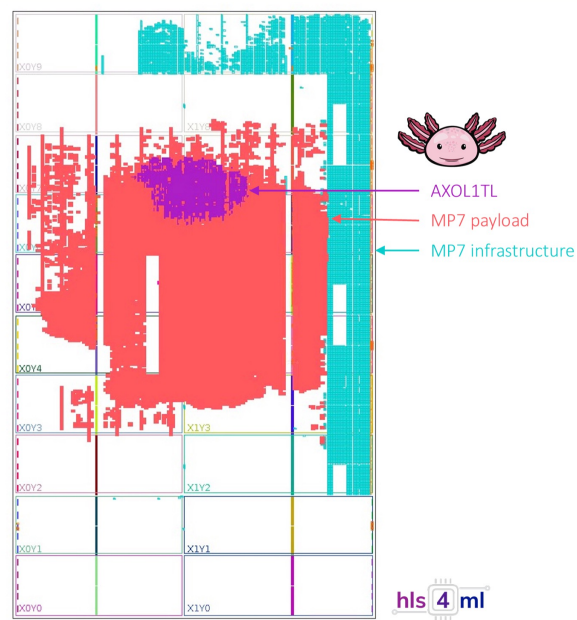 X0Y9
X0Y8
X1Y8
AXOL1TL
MP7 payload
MP7 infrastructure
X0Y4
X0Y3
X1Y3
X0Y2
X1Y2
X0Y1
X1Y1
X0Y0
X1Y0
hls 4 ml